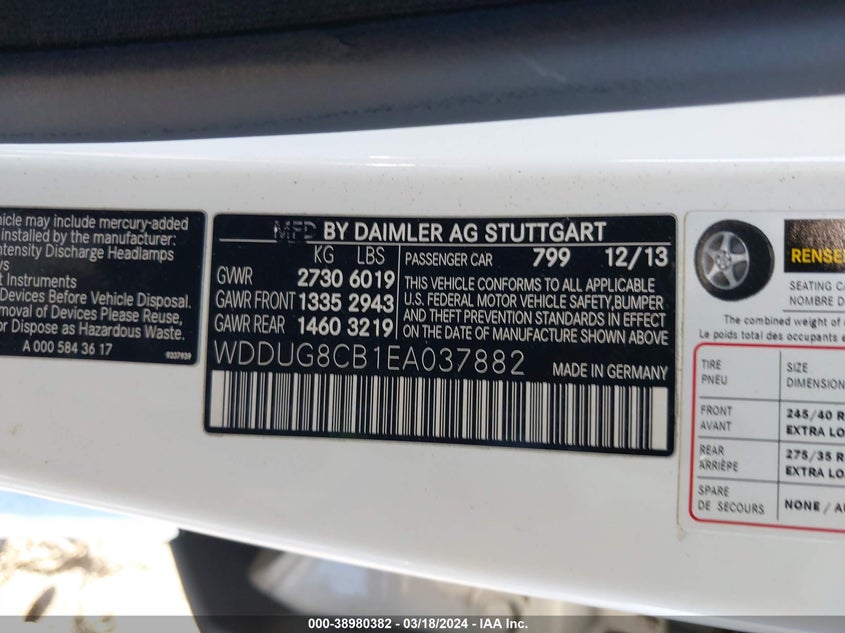 hicle may include mercury-added
installed by the manufacturer:
ntensity Discharge Headlamps
ys
t Instruments
Devices Before Vehicle Disposal.
moval of Devices Please Reuse,
or Dispose as Hazardous Waste.
A 000 584 36 17
9337939
MFD BY DAIMLER AG STUTTGART
KG LBS
GVWR 2730 6019
GAWR FRONT 1335 2943
GAWR REAR 1460 3219
PASSENGER CAR 799 12/13
THIS VEHICLE CONFORMS TO ALL APPLICABLE
U.S. FEDERAL MOTOR VEHICLE SAFETY, BUMPER
AND THEFT PREVENTION STANDARDS IN EFFECT
ON THE DATE OF MANUFACTURE SHOWN ABOVE
WDDUG8CB1EA037882
MADE IN GERMANY
RENSEI
SEATING CA
NOMBRE D
The combined weight of
Le poids total des occupants e
TIRE SIZE
PNEU DIMENSION
FRONT 245/40 R
AVANT EXTRA LO
REAR 275/35 R
ARRIÈRE EXTRA LO
SPARE
DE SECOURS NONE / AU
000-38980382 - 03/18/2024 - IAA Inc.